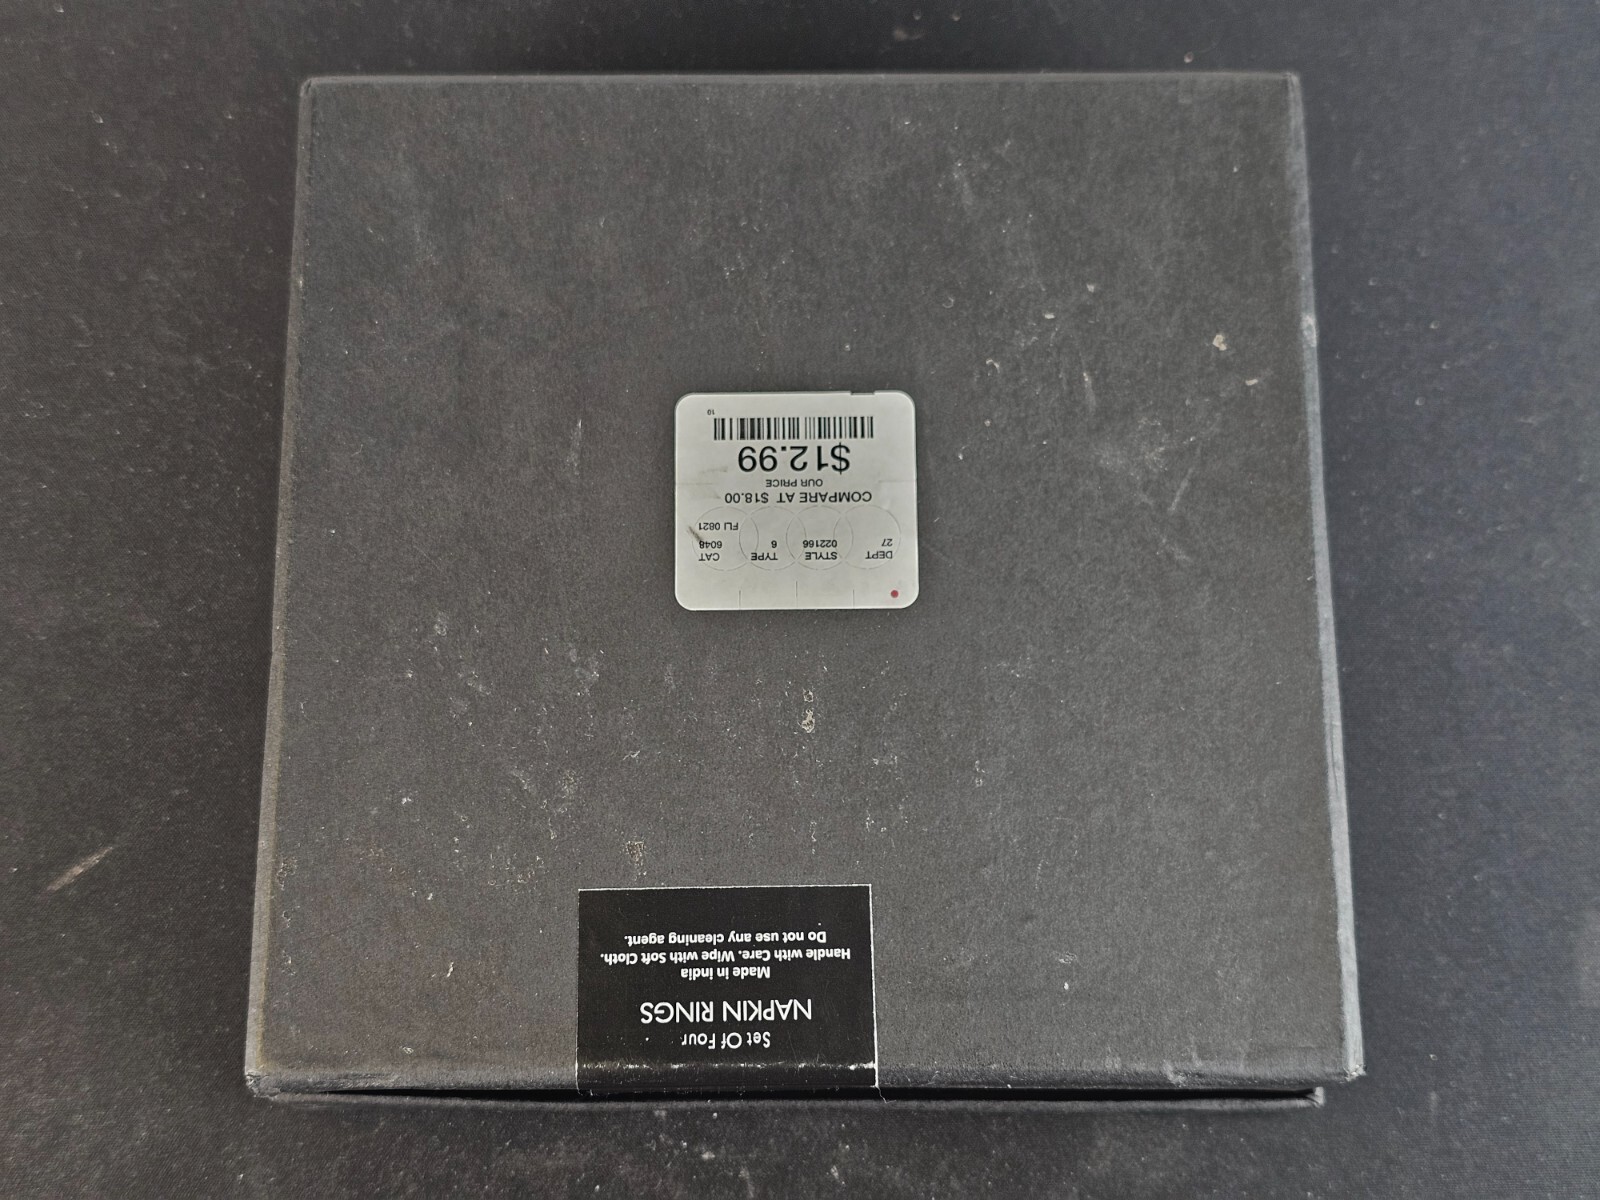 DEPT STYLE TYPE CAT
27 022166 6 6048
FLI 0821
COMPARE AT $18.00
OUR PRICE
$12.99
10
Set Of Four
NAPKIN RINGS
Made in india
Handle with Care. Wipe with Soft Cloth.
Do not use any cleaning agent.